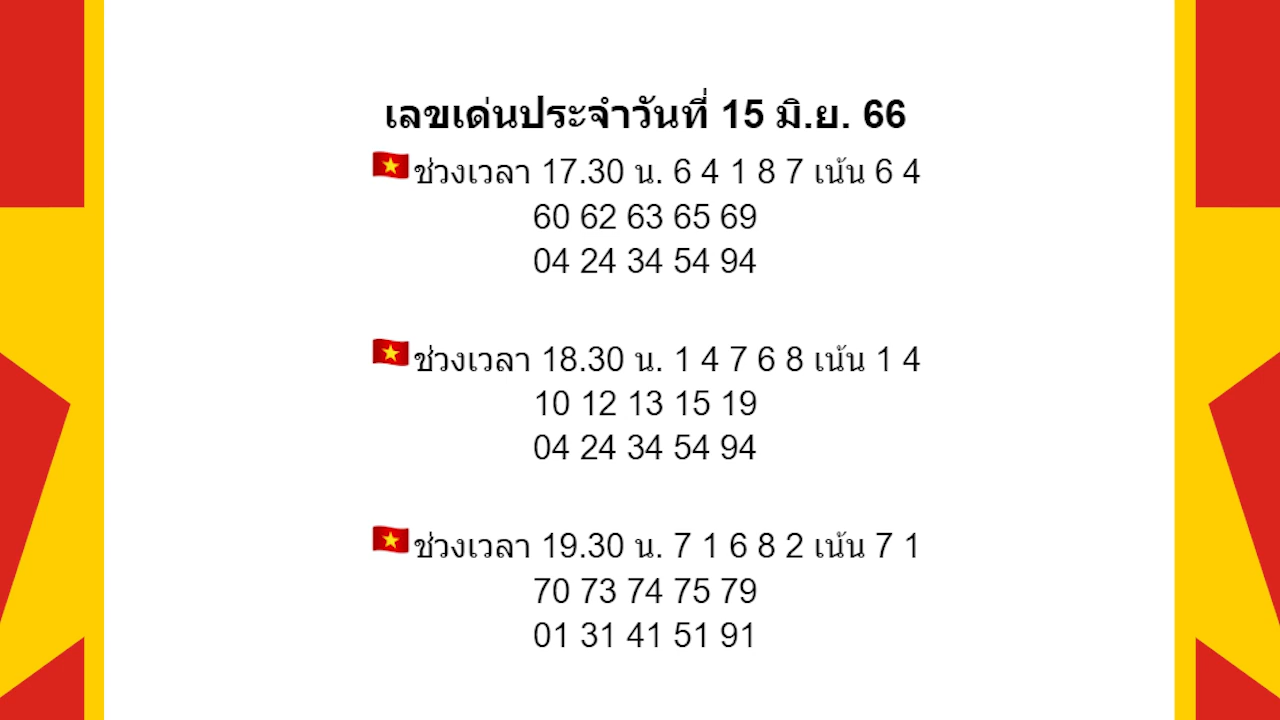 เลขเด่นประจำวันที่ 15 มิ.ย. 66
🇻🇳ช่วงเวลา 17.30 น. 6 4 1 8 7 เน้น 6 4
60 62 63 65 69
04 24 34 54 94
🇻🇳ช่วงเวลา 18.30 น. 1 4 7 6 8 เน้น 1 4
10 12 13 15 19
04 24 34 54 94
🇻🇳ช่วงเวลา 19.30 น. 7 1 6 8 2 เน้น 7 1
70 73 74 75 79
01 31 41 51 91